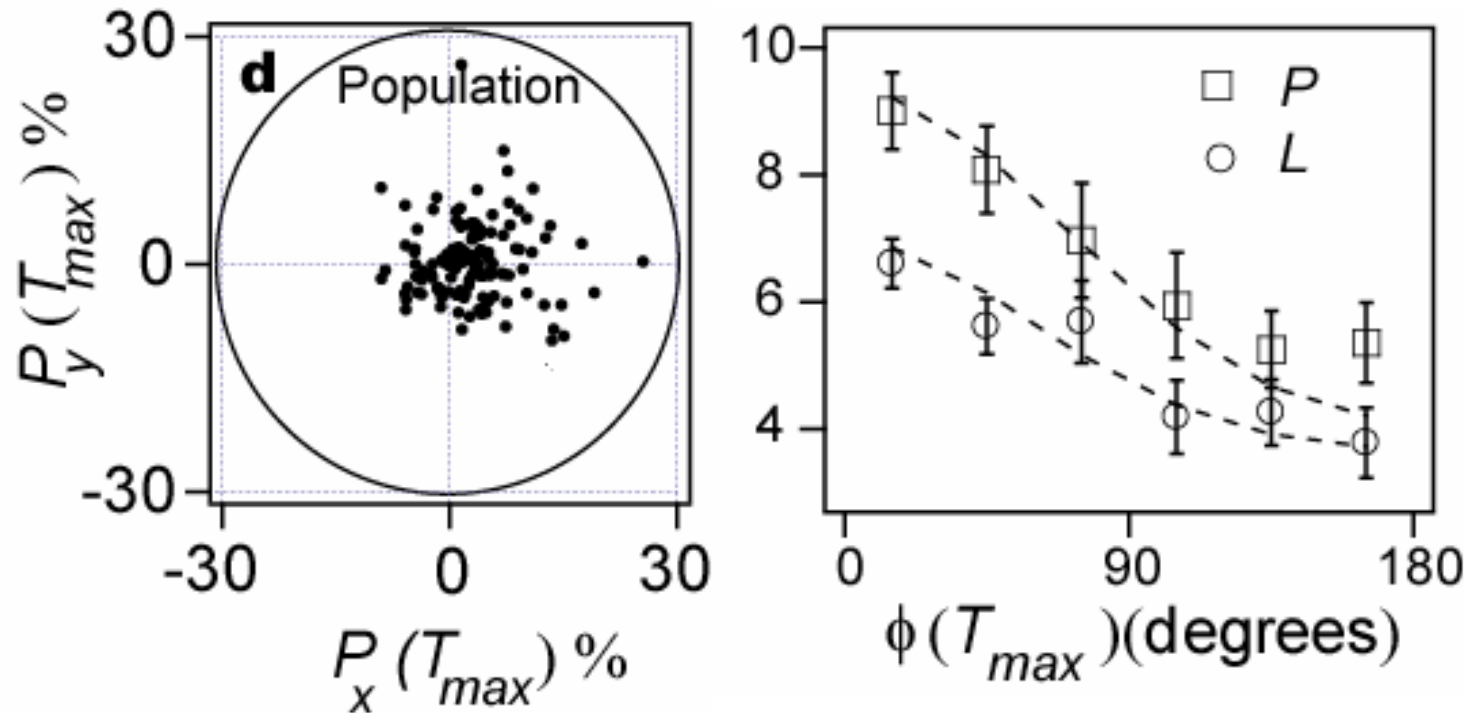 d
Population
30
0
-30
P_y (T_max) %
-30 0 30
P_x (T_max) %
10
8
6
4
P
L
0 90 180
ϕ (T_max)(degrees)